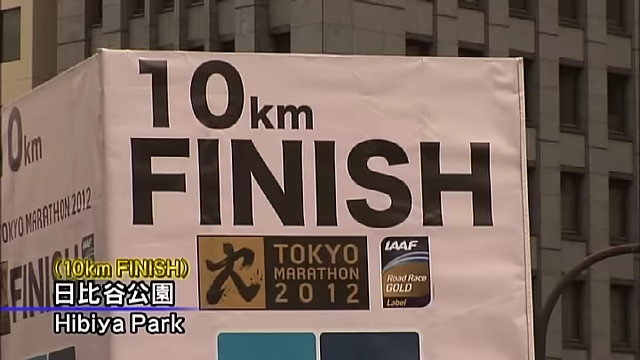 10km
FINISH
TOKYO
MARATHON
2012
IAAF
Road Race
GOLD
Label
0km
TOKYO MARATHON 2012
FINISH
(10km FINISH)
日比谷公園
Hibiya Park